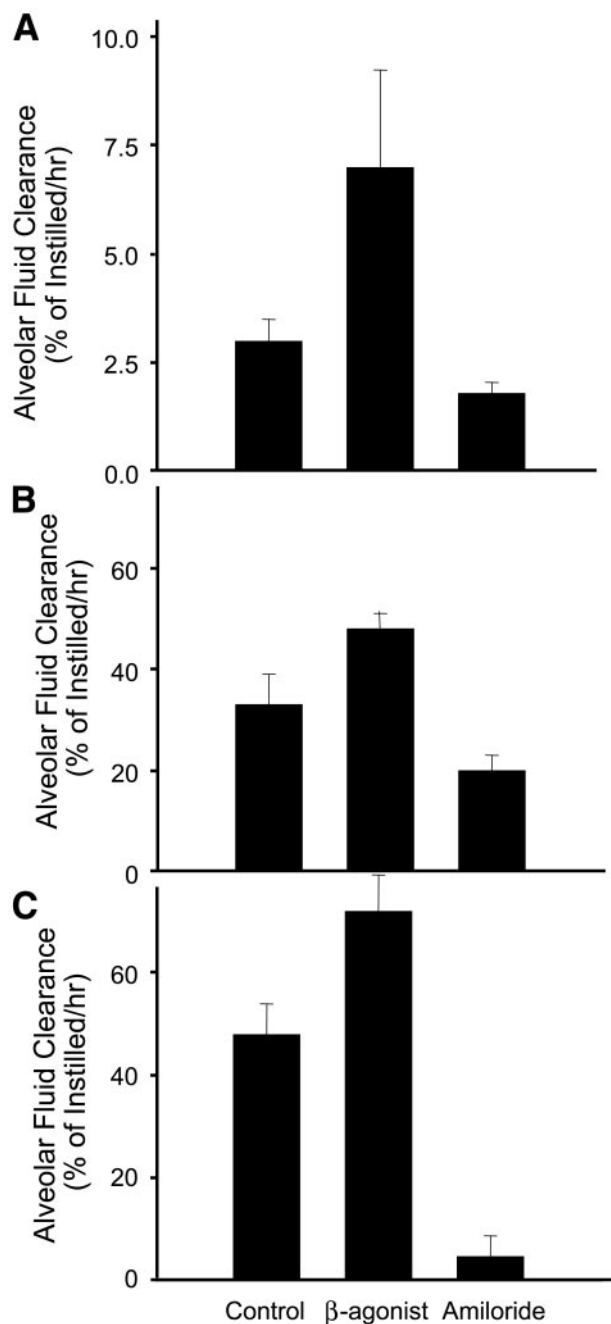 A
Alveolar Fluid Clearance
(% of Instilled/hr)
10.0
7.5
5.0
2.5
0.0
B
Alveolar Fluid Clearance
(% of Instilled/hr)
60
40
20
0
C
Alveolar Fluid Clearance
(% of Instilled/hr)
60
40
20
0
Control β-agonist Amiloride